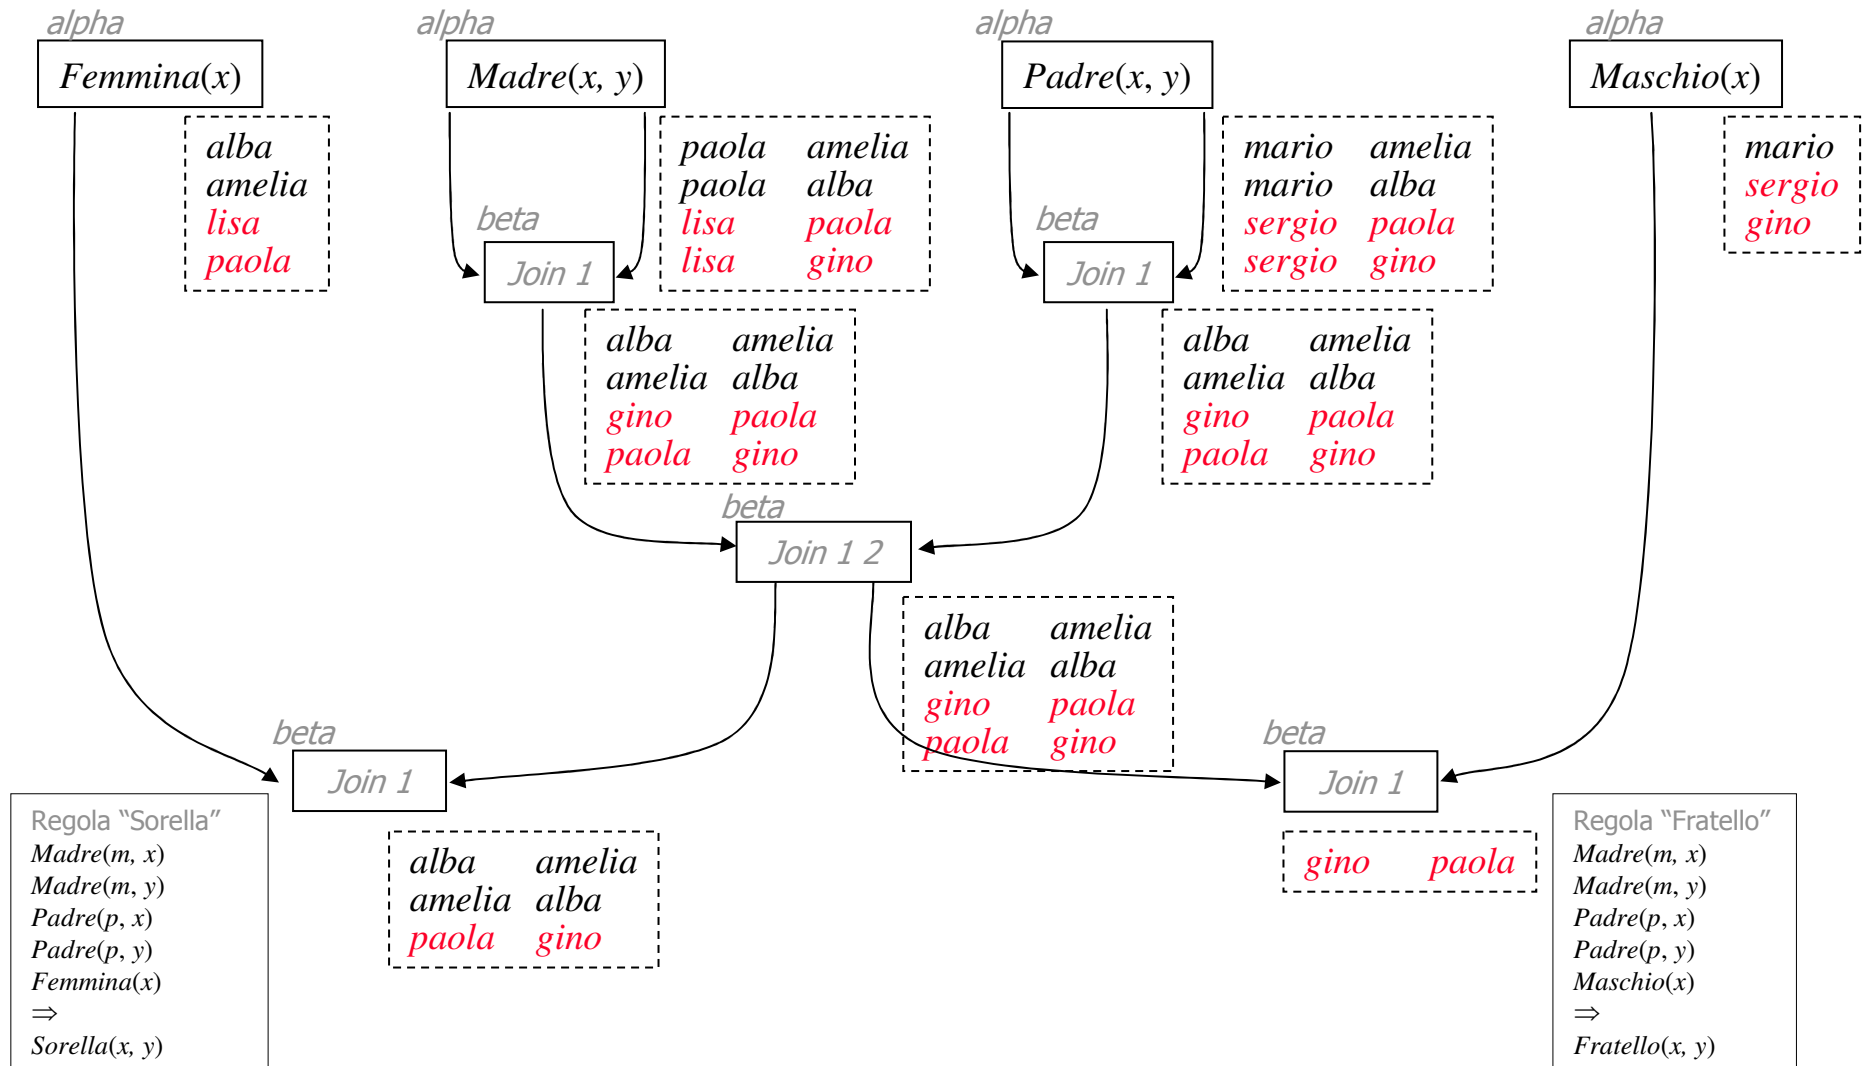 alpha
alpha
alpha
alpha
Femmina(x)
Madre(x, y)
Padre(x, y)
Maschio(x)
alba
amelia
lisa
paola
paola amelia
paola alba
lisa paola
lisa gino
mario amelia
mario alba
sergio paola
sergio gino
mario
sergio
gino
beta
Join 1
beta
Join 1
alba amelia
amelia alba
gino paola
paola gino
alba amelia
amelia alba
gino paola
paola gino
beta
Join 1 2
alba amelia
amelia alba
gino paola
paola gino
beta
Join 1
beta
Join 1
alba amelia
amelia alba
paola gino
gino paola
Regola “Sorella”
Madre(m, x)
Madre(m, y)
Padre(p, x)
Padre(p, y)
Femmina(x)
⇒
Sorella(x, y)
Regola “Fratello”
Madre(m, x)
Madre(m, y)
Padre(p, x)
Padre(p, y)
Maschio(x)
⇒
Fratello(x, y)